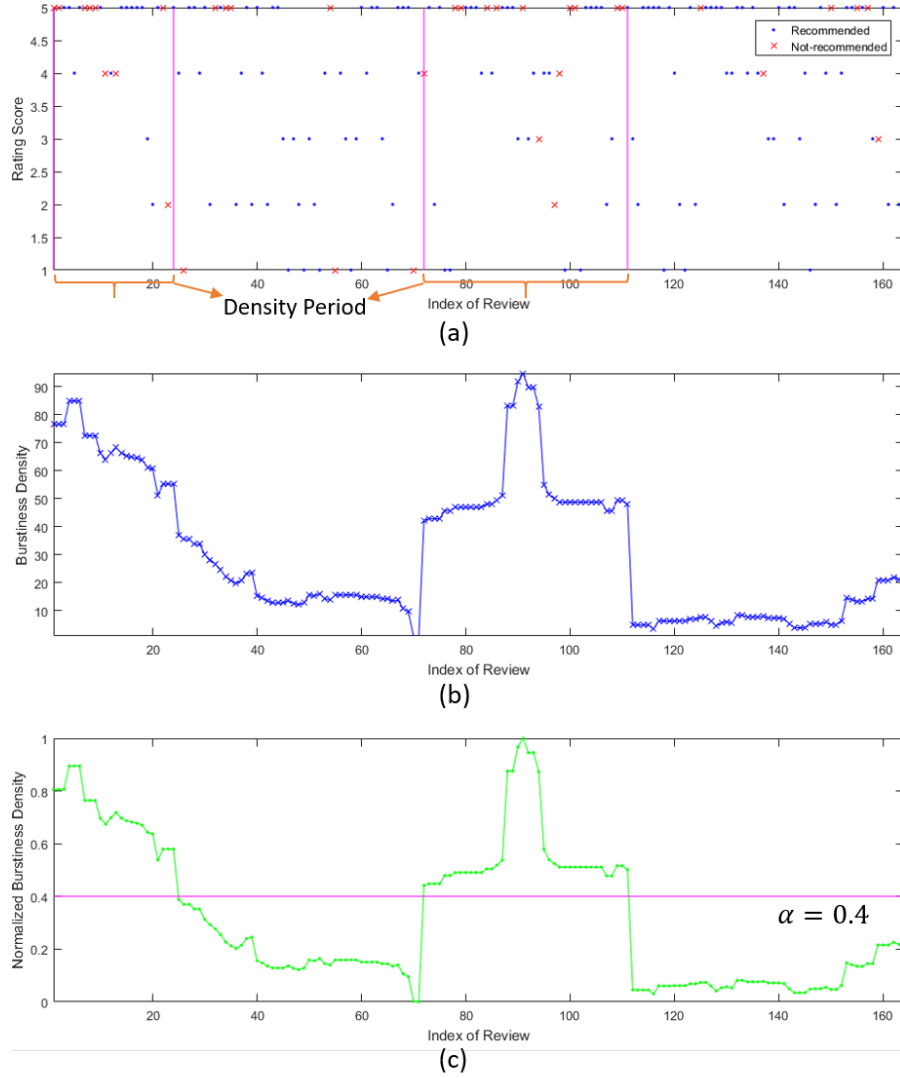 5
4.5
4
3.5
3
2.5
2
1.5
1
Rating Score
Recommended
Not-recommended
20 40 60 80 100 120 140 160
Density Period
Index of Review
(a)
90
80
70
60
50
40
30
20
10
Burstiness Density
20 40 60 80 100 120 140 160
Index of Review
(b)
1
0.8
0.6
0.4
0.2
0
Normalized Burstiness Density
α = 0.4
20 40 60 80 100 120 140 160
Index of Review
(c)